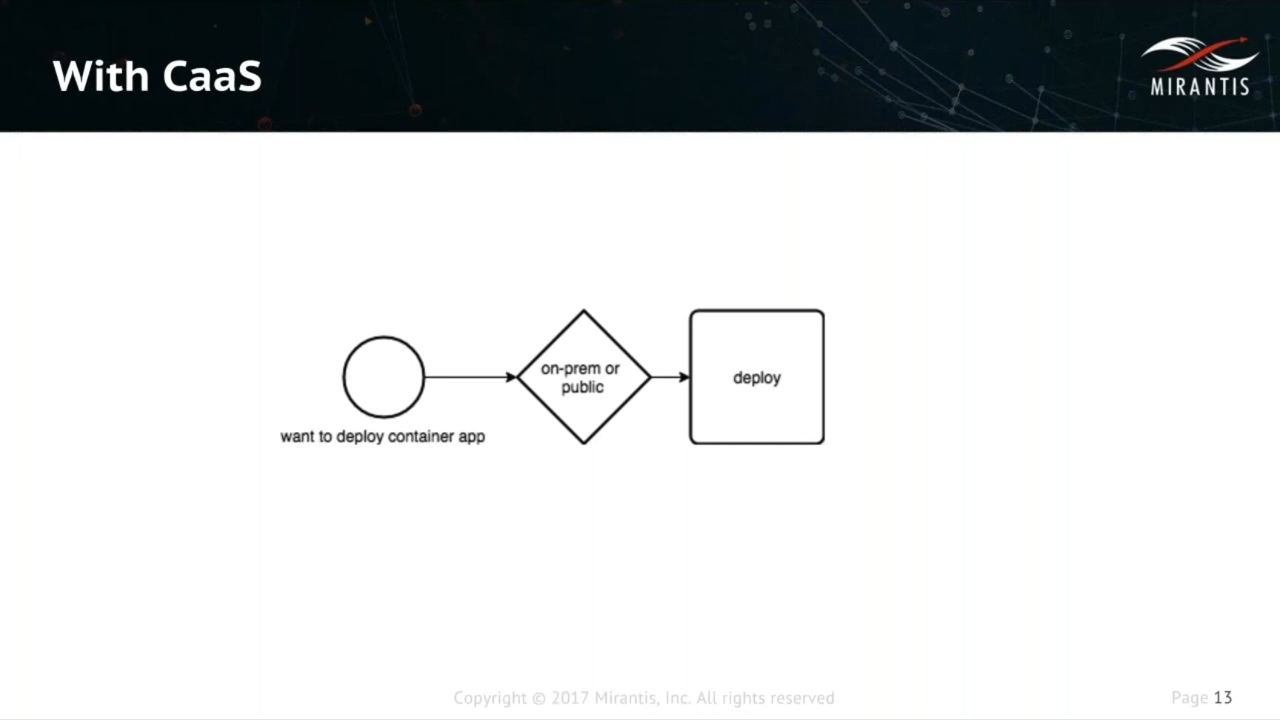 With CaaS
MIRANTIS
on-prem or
public
deploy
want to deploy container app
Copyright © 2017 Mirantis, Inc. All rights reserved
Page 13